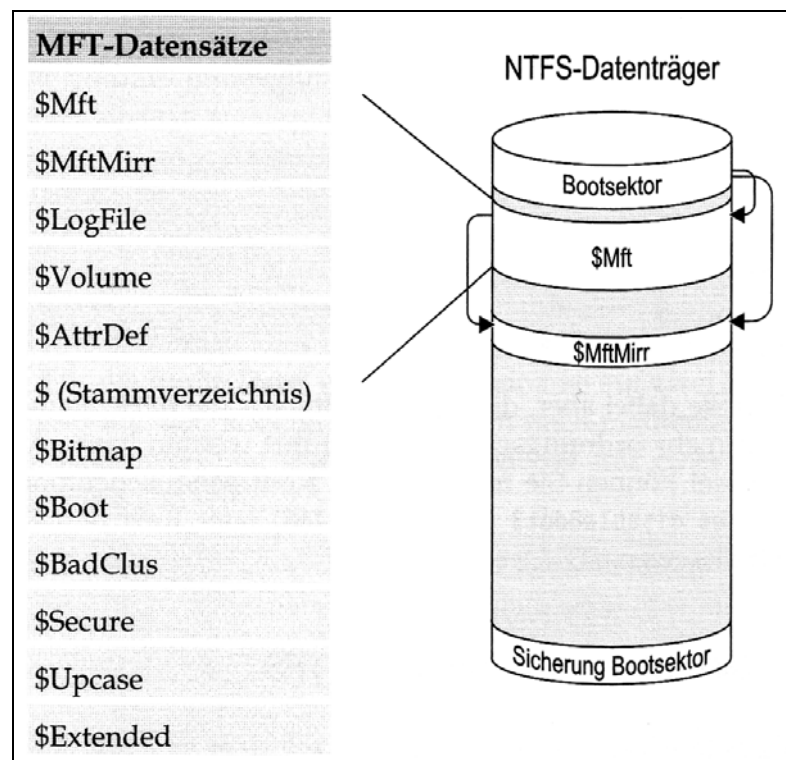 MFT-Datensätze
$Mft
$MftMirr
$LogFile
$Volume
$AttrDef
$ (Stammverzeichnis)
$Bitmap
$Boot
$BadClus
$Secure
$Upcase
$Extended
NTFS-Datenträger
Bootsektor
$Mft
$MftMirr
Sicherung Bootsektor